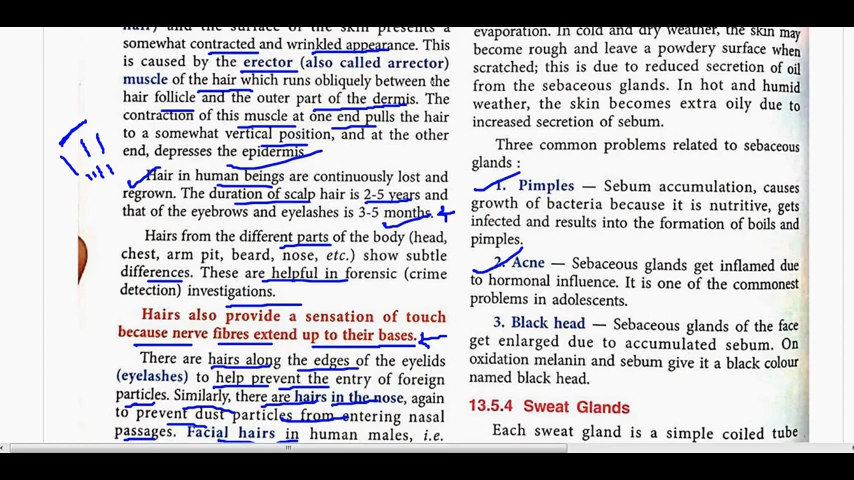 hair) and the surface of the skin presents a
somewhat contracted and wrinkled appearance. This
is caused by the erector (also called arrector)
muscle of the hair which runs obliquely between the
hair follicle and the outer part of the dermis. The
contraction of this muscle at one end pulls the hair
to a somewhat vertical position, and at the other
end, depresses the epidermis.
Hair in human beings are continuously lost and
regrown. The duration of scalp hair is 2-5 years and
that of the eyebrows and eyelashes is 3-5 months.
Hairs from the different parts of the body (head,
chest, arm pit, beard, nose, etc.) show subtle
differences. These are helpful in forensic (crime
detection) investigations.
Hairs also provide a sensation of touch
because nerve fibres extend up to their bases.
There are hairs along the edges of the eyelids
(eyelashes) to help prevent the entry of foreign
particles. Similarly, there are hairs in the nose, again
to prevent dust particles from entering nasal
passages. Facial hairs in human males, i.e.
evaporation. In cold and dry weather, the skin may
become rough and leave a powdery surface when
scratched; this is due to reduced secretion of oil
from the sebaceous glands. In hot and humid
weather, the skin becomes extra oily due to
increased secretion of sebum.
Three common problems related to sebaceous
glands :
1. Pimples — Sebum accumulation, causes
growth of bacteria because it is nutritive, gets
infected and results into the formation of boils and
pimples.
2. Acne — Sebaceous glands get inflamed due
to hormonal influence. It is one of the commonest
problems in adolescents.
3. Black head — Sebaceous glands of the face
get enlarged due to accumulated sebum. On
oxidation melanin and sebum give it a black colour
named black head.
13.5.4 Sweat Glands
Each sweat gland is a simple coiled tube